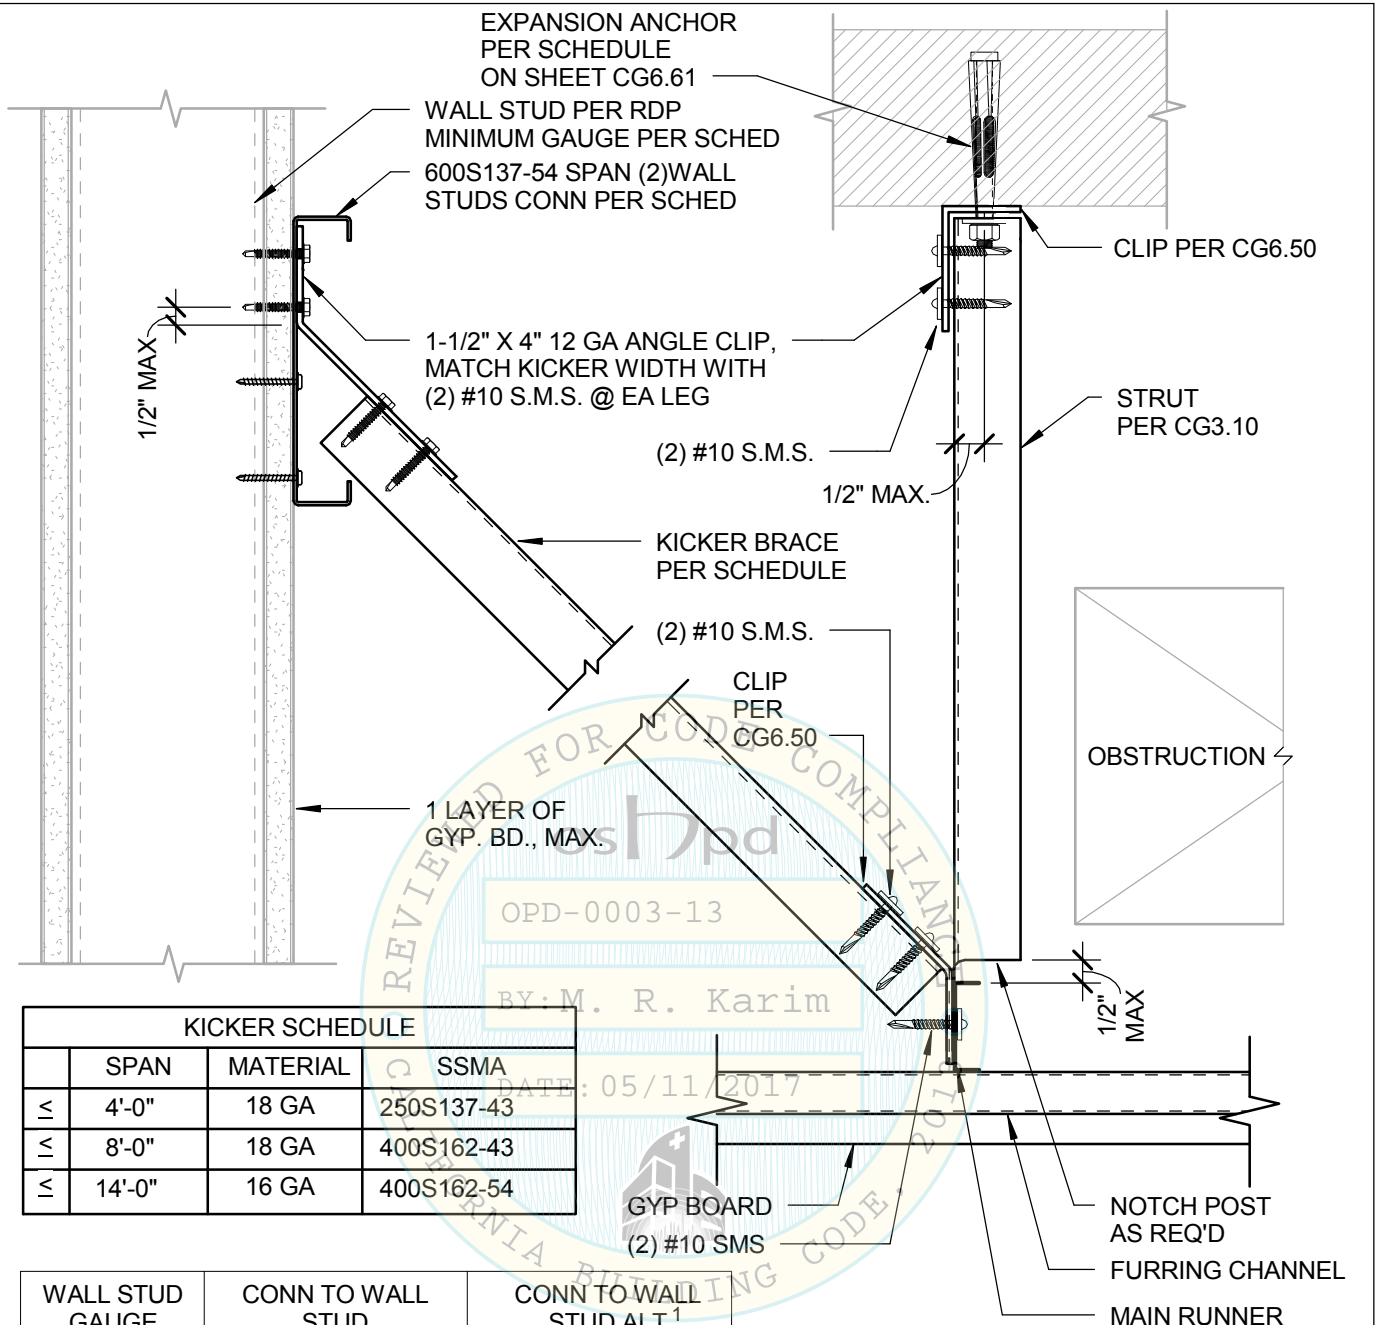 EXPANSION ANCHOR
PER SCHEDULE
ON SHEET CG6.61
WALL STUD PER RDP
MINIMUM GAUGE PER SCHED
600S137-54 SPAN (2)WALL
STUDS CONN PER SCHED
CLIP PER CG6.50
1/2" MAX
1-1/2" X 4" 12 GA ANGLE CLIP,
MATCH KICKER WIDTH WITH
(2) #10 S.M.S. @ EA LEG
STRUT
PER CG3.10
(2) #10 S.M.S.
1/2" MAX.
KICKER BRACE
PER SCHEDULE
(2) #10 S.M.S.
CLIP
PER
CG6.50
OBSTRUCTION
1 LAYER OF
GYP. BD., MAX.
REVIEWED FOR CODE COMPLIANCE
oshpd
OPD-0003-13
BY: M. R. Karim
DATE: 05/11/2017
CALIFORNIA BUILDING CODE. 2013
1/2"
MAX
KICKER SCHEDULE
SPAN MATERIAL SSMA
≤ 4'-0" 18 GA 250S137-43
≤ 8'-0" 18 GA 400S162-43
≤ 14'-0" 16 GA 400S162-54
GYP BOARD
(2) #10 SMS
NOTCH POST
AS REQ'D
FURRING CHANNEL
MAIN RUNNER
WALL STUD
GAUGE
CONN TO WALL
STUD
CONN TO WALL
STUD ALT.1